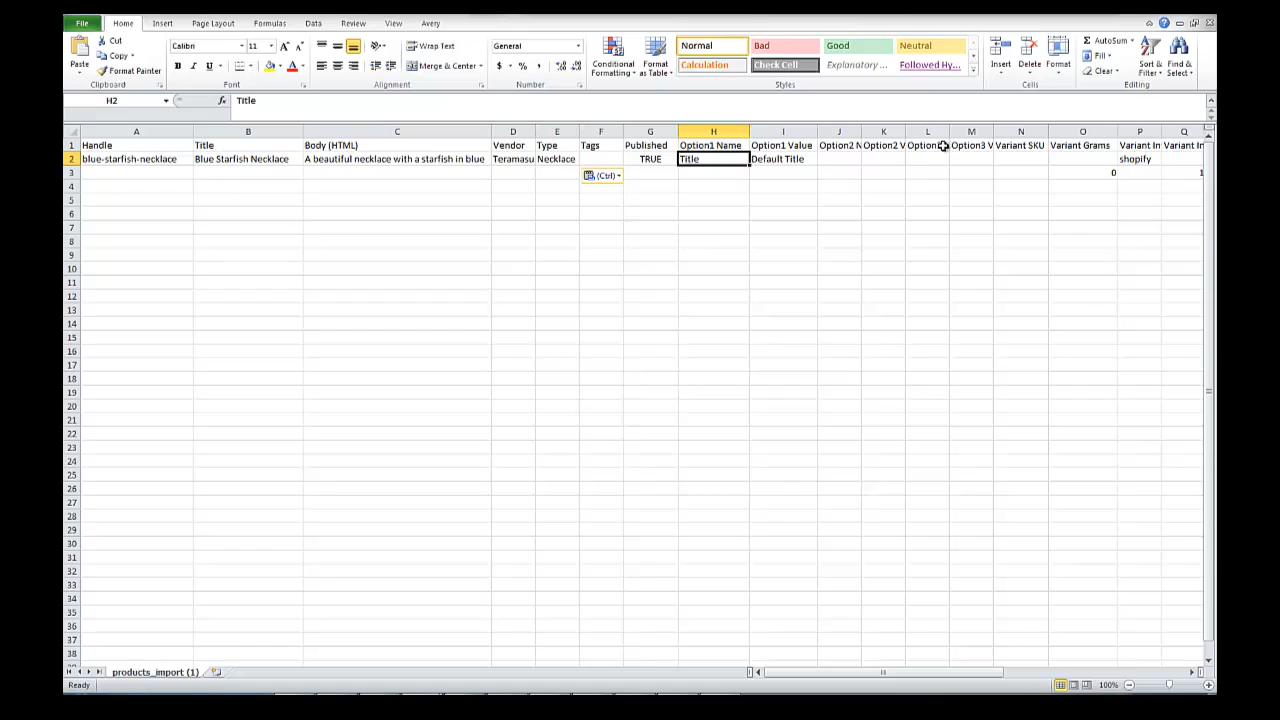 File Home Insert Page Layout Formulas Data Review View Avery
Cut Calibri 11 Wrap Text General Normal Bad Good Neutral AutoSum
Copy Fill
Paste Format Painter B I U Merge & Center $ % , Conditional Formatting Format as Table Calculation Check Cell Explanatory ... Followed Hy... Insert Delete Format Clear Sort & Filter Find & Select
Clipboard Font Alignment Number Styles Cells Editing
H2 fx Title
A B C D E F G H I J K L M N O P Q
1 Handle Title Body (HTML) Vendor Type Tags Published Option1 Name Option1 Value Option2 N Option2 V Option Option3 V Variant SKU Variant Grams Variant In Variant In
2 blue-starfish-necklace Blue Starfish Necklace A beautiful necklace with a starfish in blue Teramasu Necklace TRUE Title Default Title shopify
3 (Ctrl) 0 1
4
5
6
7
8
9
10
11
12
13
14
15
16
17
18
19
20
21
22
23
24
25
26
27
28
29
30
31
32
33
34
35
36
37
38
products_import (1)
Ready 100%